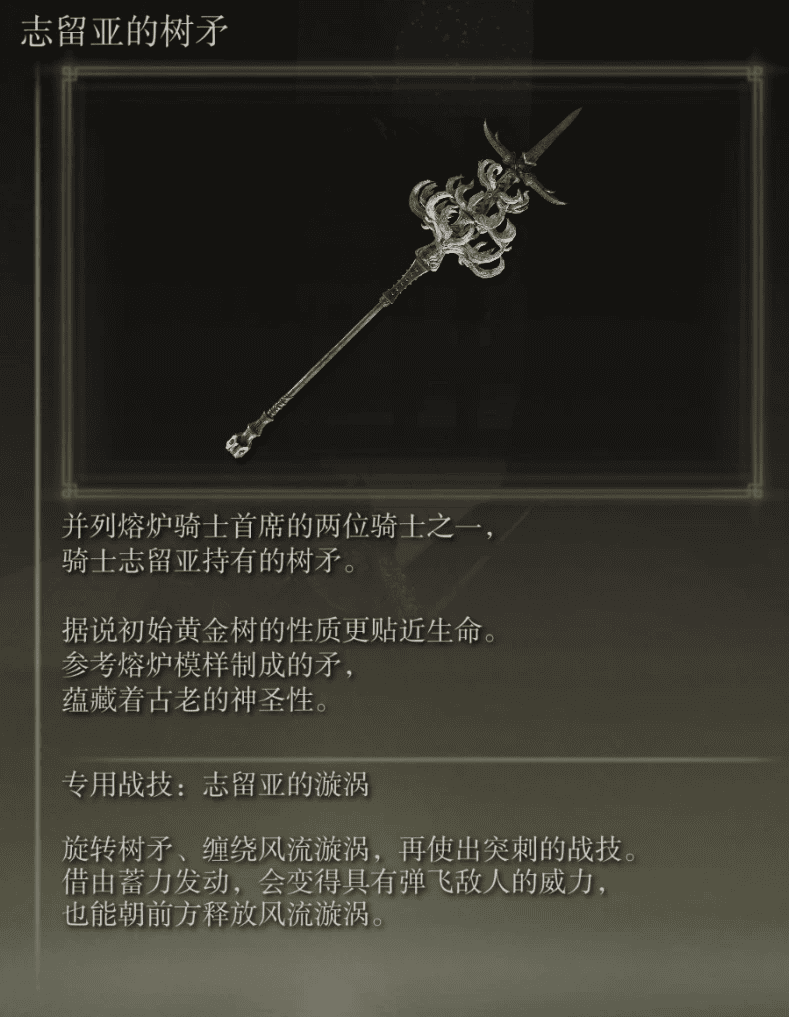 志留亚的树矛
并列熔炉骑士首席的两位骑士之一，
骑士志留亚持有的树矛。
据说初始黄金树的性质更贴近生命。
参考熔炉模样制成的矛，
蕴藏着古老的神圣性。
专用战技：志留亚的漩涡
旋转树矛、缠绕风流漩涡，再使出突刺的战技。
借由蓄力发动，会变得具有弹飞敌人的威力，
也能朝前方释放风流漩涡。